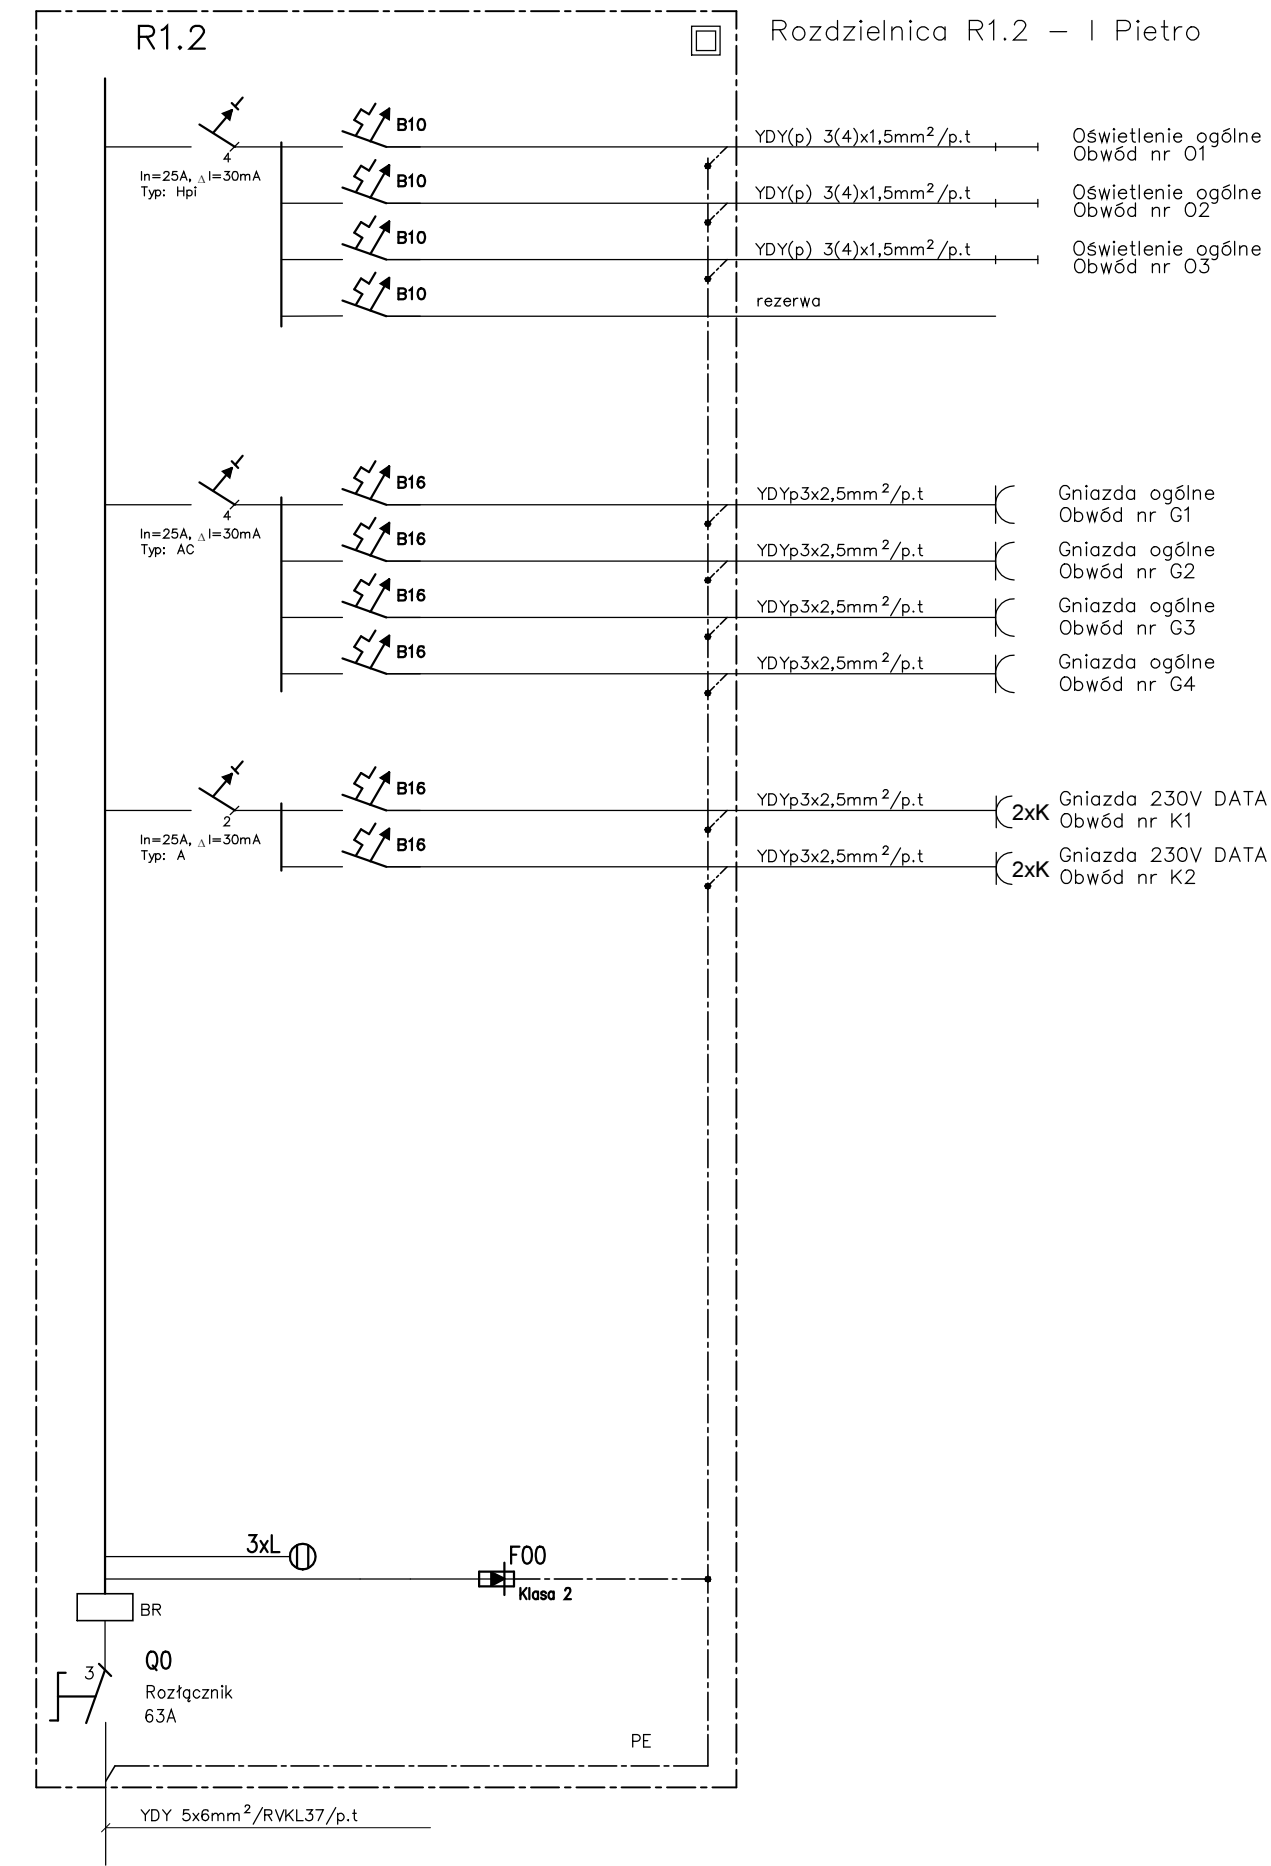 R1.2
Rozdzielnica R1.2 – I Pietro
B10
YDY(p) 3(4)x1,5mm²/p.t
Oświetlenie ogólne
Obwód nr O1
4
In=25A, △I=30mA
Typ: Hpi
B10
YDY(p) 3(4)x1,5mm²/p.t
Oświetlenie ogólne
Obwód nr O2
B10
YDY(p) 3(4)x1,5mm²/p.t
Oświetlenie ogólne
Obwód nr O3
B10
rezerwa
B16
YDYp3x2,5mm²/p.t
Gniazda ogólne
Obwód nr G1
4
In=25A, △I=30mA
Typ: AC
B16
YDYp3x2,5mm²/p.t
Gniazda ogólne
Obwód nr G2
B16
YDYp3x2,5mm²/p.t
Gniazda ogólne
Obwód nr G3
B16
YDYp3x2,5mm²/p.t
Gniazda ogólne
Obwód nr G4
B16
YDYp3x2,5mm²/p.t
2xK
Gniazda 230V DATA
Obwód nr K1
2
In=25A, △I=30mA
Typ: A
B16
YDYp3x2,5mm²/p.t
2xK
Gniazda 230V DATA
Obwód nr K2
3xL
F00
Klasa 2
BR
3
Q0
Rozłącznik
63A
PE
YDY 5x6mm²/RVKL37/p.t